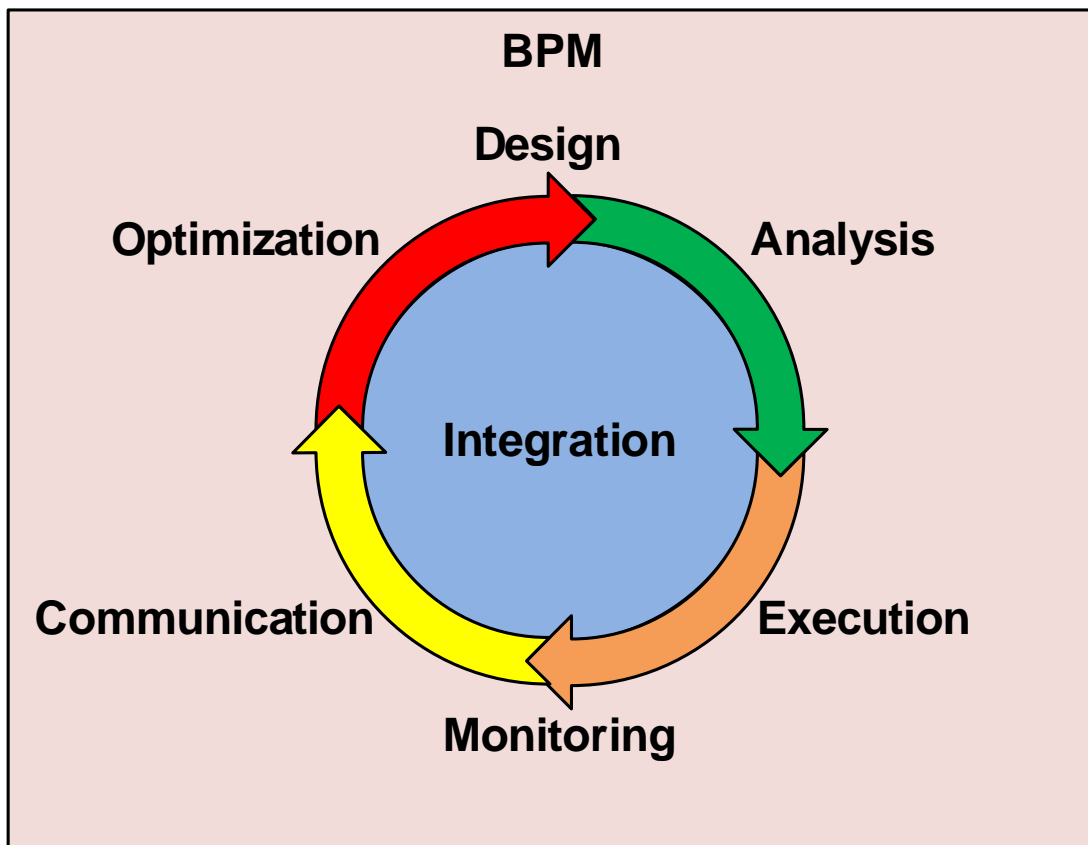 BPM
Design
Optimization
Analysis
Integration
Communication
Execution
Monitoring